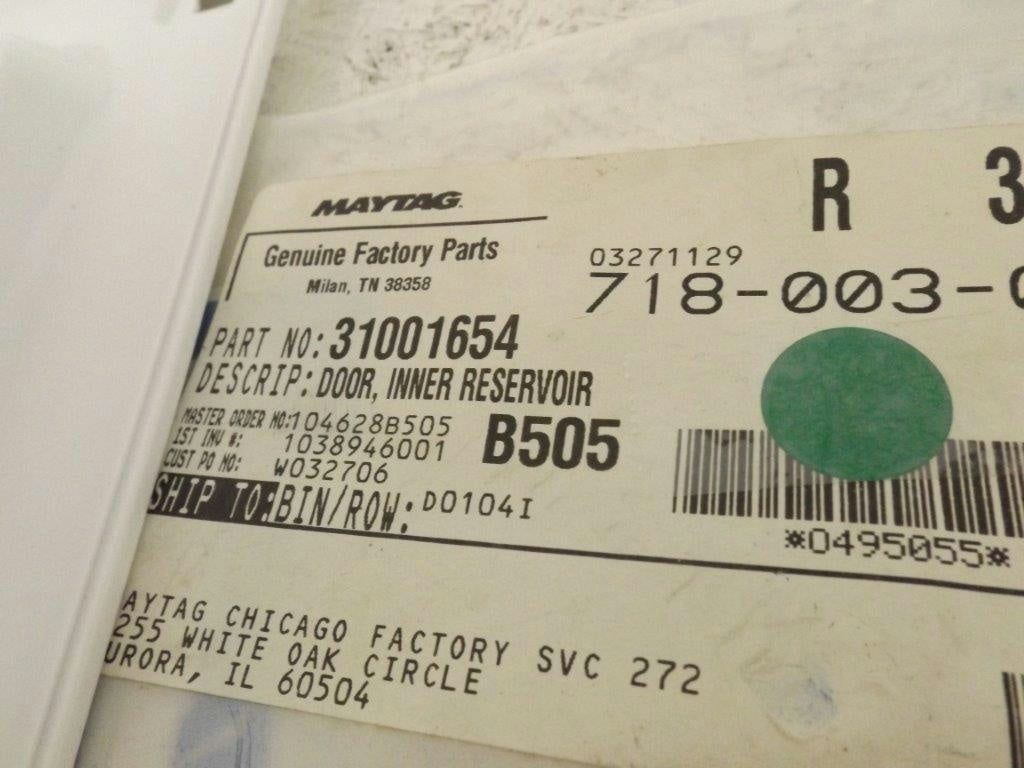 MAYTAG.
R 3
Genuine Factory Parts
Milan, TN 38358
03271129
718-003-
PART NO: 31001654
DESCRIP: DOOR, INNER RESERVOIR
MASTER ORDER NO: 104628B505
B505
1ST INV #: 1038946001
CUST PO NO: W032706
SHIP TO: BIN/ROW: D0104I
*0495055*
AYTAG CHICAGO FACTORY SVC 272
255 WHITE OAK CIRCLE
URORA, IL 60504